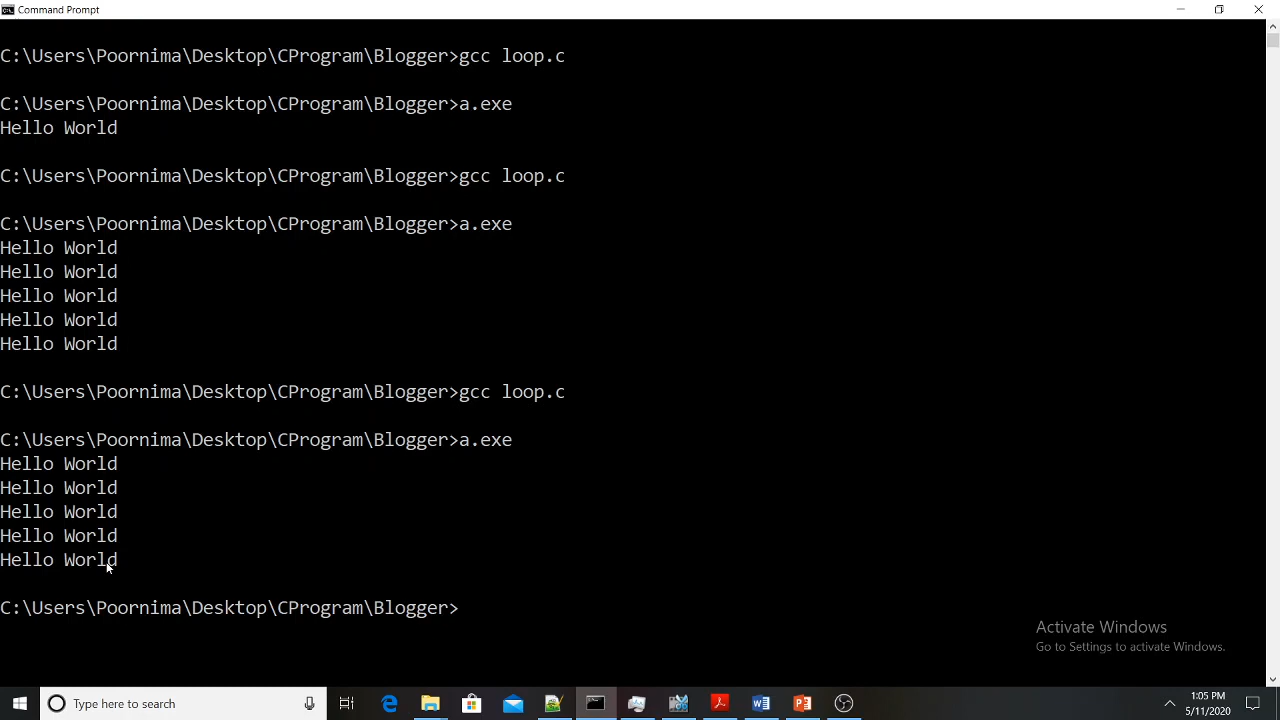 Command Prompt
C:\Users\Poornima\Desktop\CProgram\Blogger>gcc loop.c
C:\Users\Poornima\Desktop\CProgram\Blogger>a.exe
Hello World
C:\Users\Poornima\Desktop\CProgram\Blogger>gcc loop.c
C:\Users\Poornima\Desktop\CProgram\Blogger>a.exe
Hello World
Hello World
Hello World
Hello World
Hello World
C:\Users\Poornima\Desktop\CProgram\Blogger>gcc loop.c
C:\Users\Poornima\Desktop\CProgram\Blogger>a.exe
Hello World
Hello World
Hello World
Hello World
Hello World
C:\Users\Poornima\Desktop\CProgram\Blogger>
Activate Windows
Go to Settings to activate Windows.
Type here to search
1:05 PM
5/11/2020